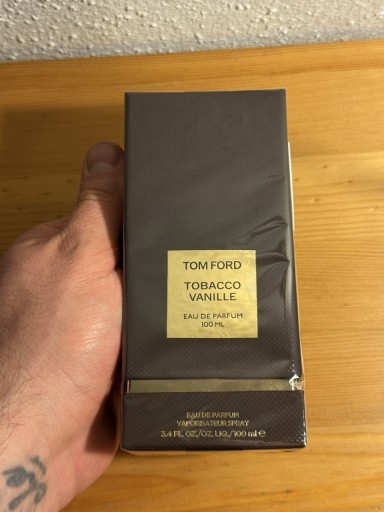 TOM FORD
TOBACCO
VANILLE
EAU DE PARFUM
100 ML
EAU DE PARFUM
VAPORISATEUR SPRAY
3.4 FL. OZ./OZ. LIQ./100 ml ℮